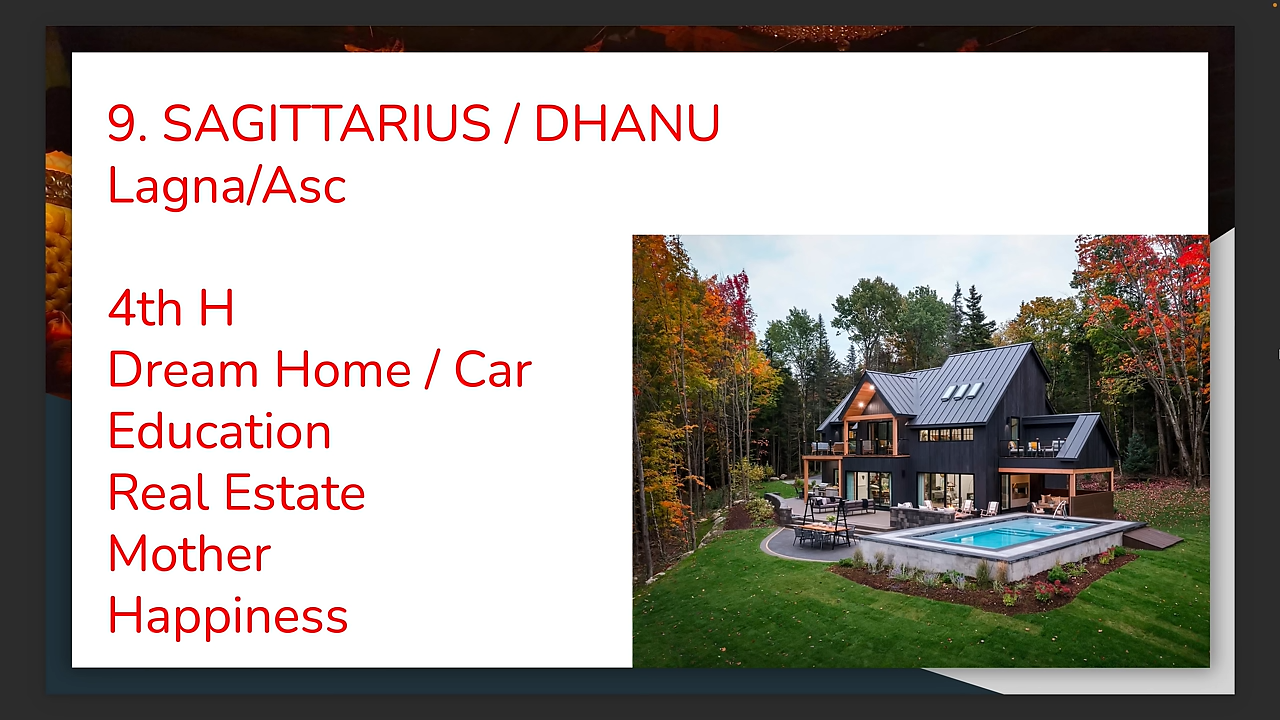 9. SAGITTARIUS / DHANU
Lagna/Asc
4th H
Dream Home / Car
Education
Real Estate
Mother
Happiness